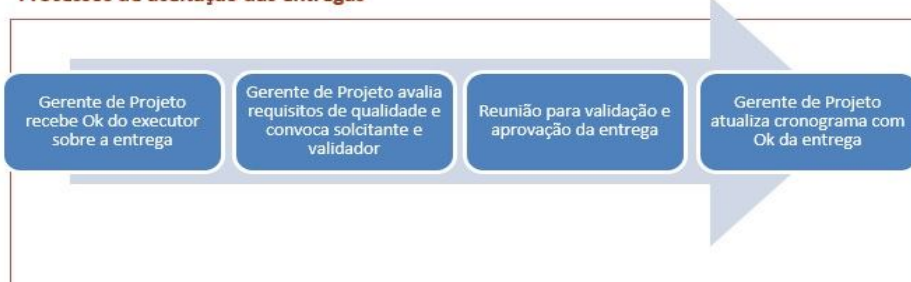 Processos de aceitação das entregas
Gerente de Projeto
recebe Ok do executor
sobre a entrega
Gerente de Projeto avalia
requisitos de qualidade e
convoca solcitante e
validador
Reunião para validação e
aprovação da entrega
Gerente de Projeto
atualiza cronograma com
Ok da entrega